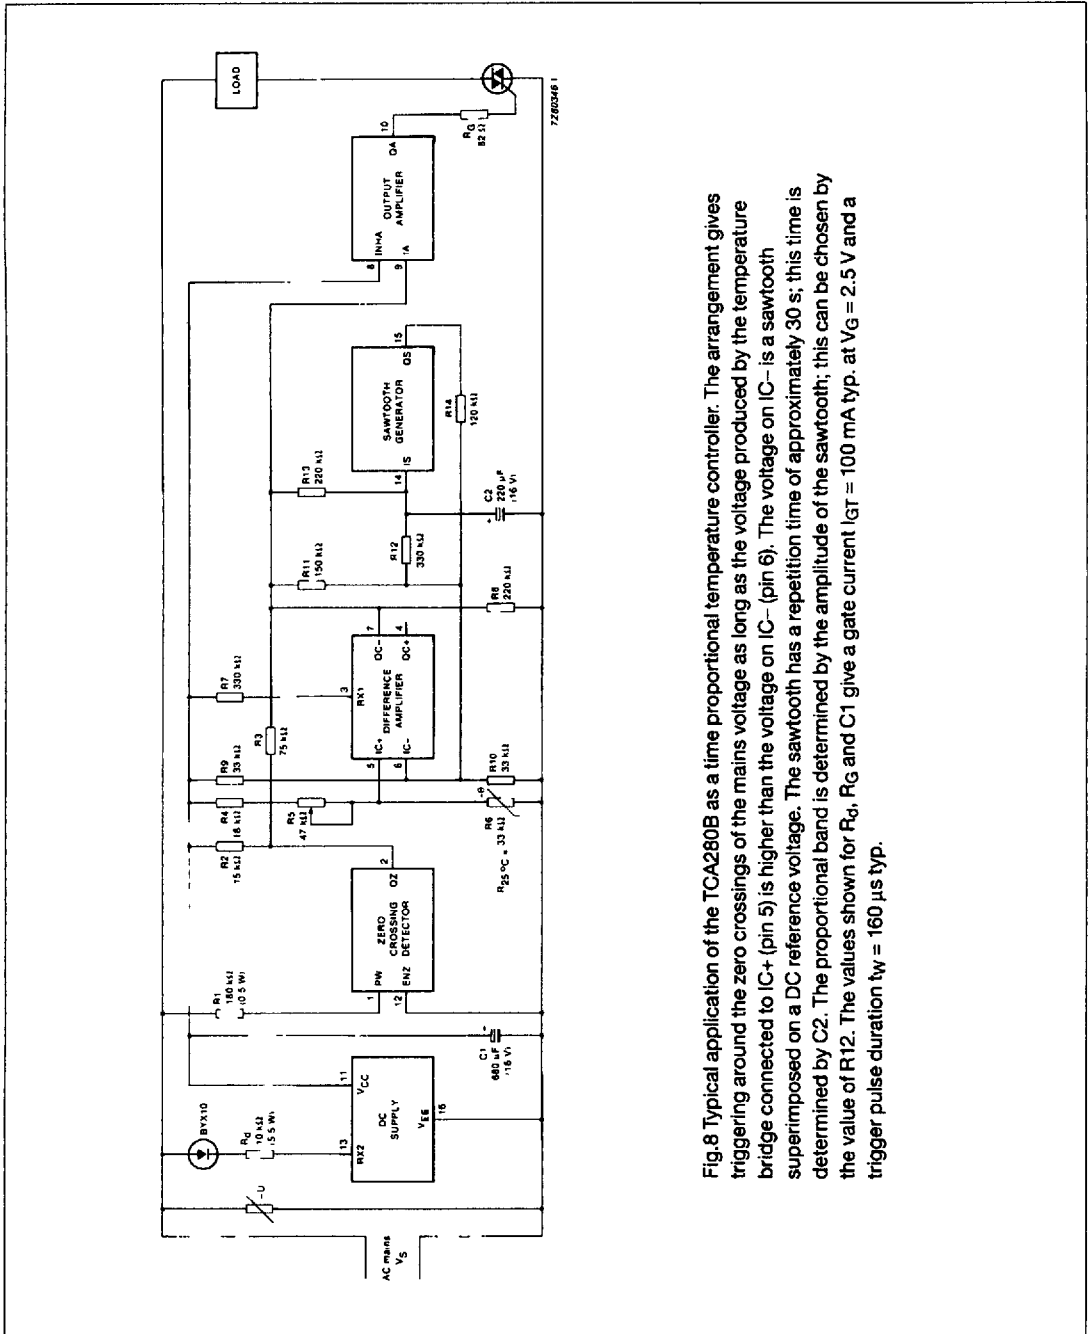 AC mains
VS
-U
BYX10
Rd
10 kΩ
(5.5 W)
13
RX2
DC
SUPPLY
11
VCC
VEE
16
C1
680 µF
(16 V)
+
R1
180 kΩ
(0.5 W)
1
PW
12
ENZ
ZERO
CROSSING
DETECTOR
QZ
2
R2
15 kΩ
R4
18 kΩ
R5
47 kΩ
R9
33 kΩ
R3
75 kΩ
R7
330 kΩ
R25 °C = 33 kΩ
R6
-θ
R10
33 kΩ
5
IC+
6
IC-
3
RX1
DIFFERENCE
AMPLIFIER
7
OC-
4
OC+
R8
220 kΩ
R11
150 kΩ
R12
330 kΩ
R13
220 kΩ
C2
220 µF
(16 V)
+
14
IS
SAWTOOTH
GENERATOR
QS
15
R14
120 kΩ
8
INHA
9
IA
OUTPUT
AMPLIFIER
QA
10
RG
82 Ω
LOAD
7Z80346 1
Fig.8 Typical application of the TCA280B as a time proportional temperature controller. The arrangement gives
triggering around the zero crossings of the mains voltage as long as the voltage produced by the temperature
bridge connected to IC+ (pin 5) is higher than the voltage on IC– (pin 6). The voltage on IC– is a sawtooth
superimposed on a DC reference voltage. The sawtooth has a repetition time of approximately 30 s; this time is
determined by C2. The proportional band is determined by the amplitude of the sawtooth; this can be chosen by
the value of R12. The values shown for Rd, RG and C1 give a gate current IGT = 100 mA typ. at VG = 2.5 V and a
trigger pulse duration tW = 160 µs typ.